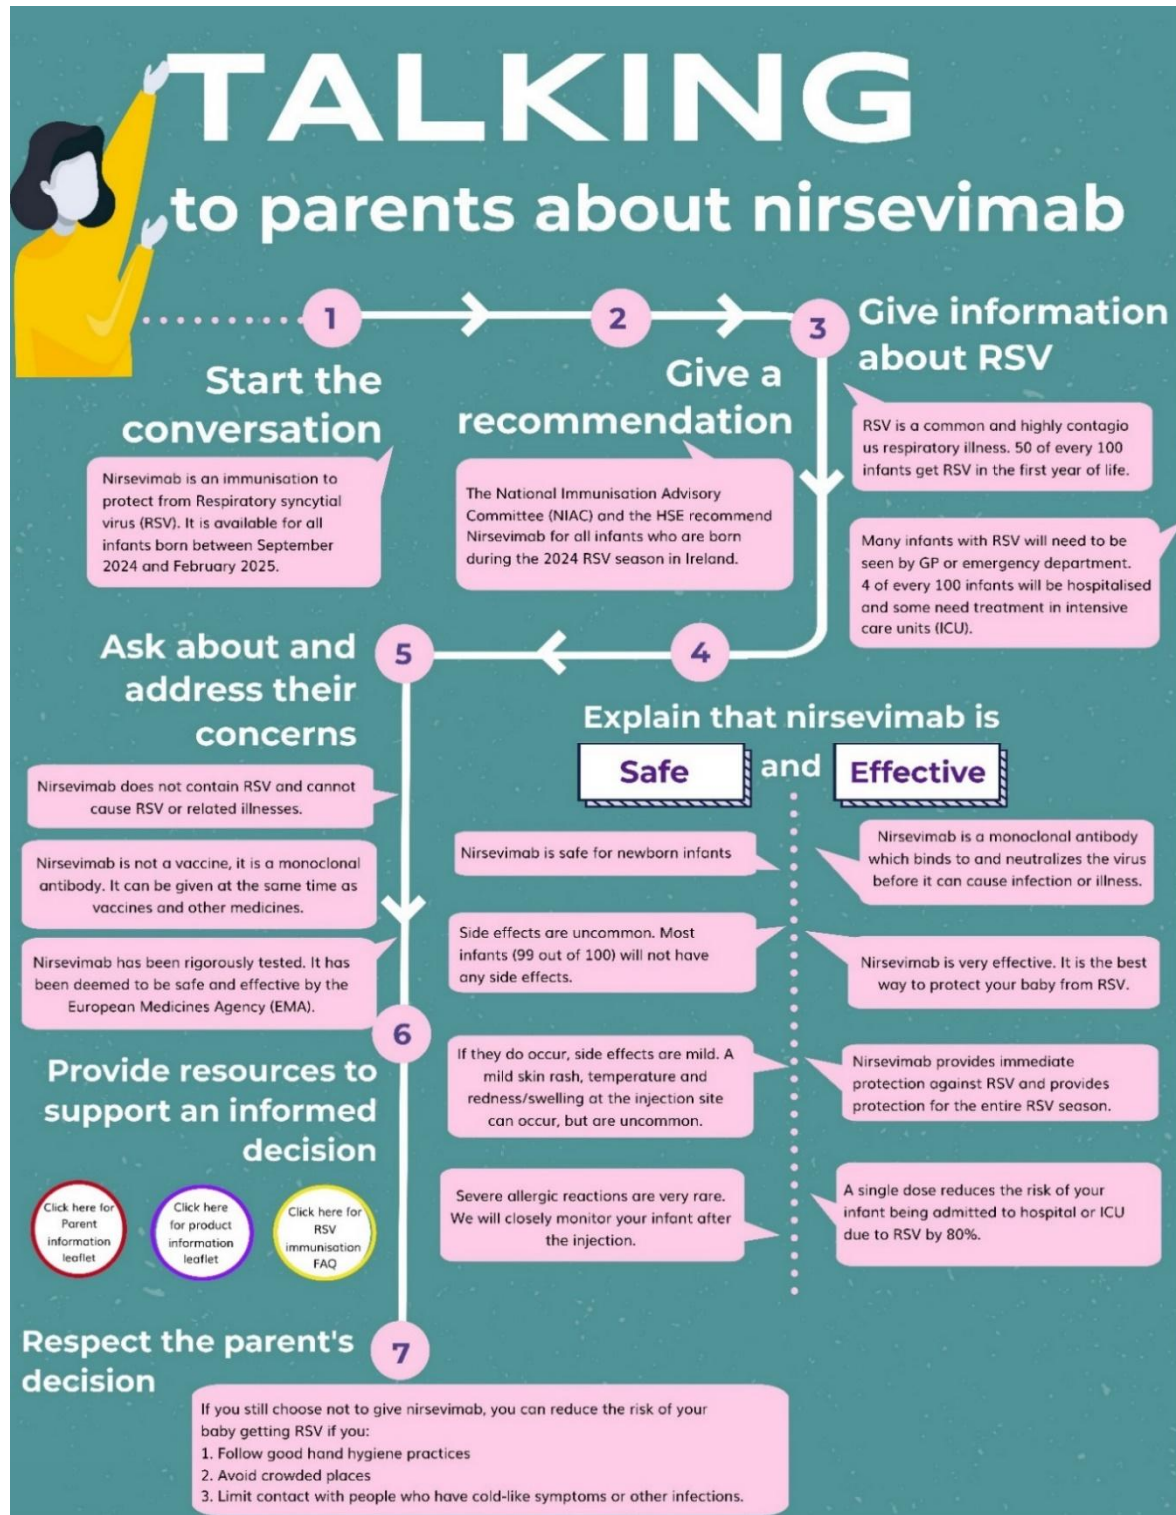 TALKING
to parents about nirsevimab
1
Start the
conversation
Nirsevimab is an immunisation to
protect from Respiratory syncytial
virus (RSV). It is available for all
infants born between September
2024 and February 2025.
2
Give a
recommendation
The National Immunisation Advisory
Committee (NIAC) and the HSE recommend
Nirsevimab for all infants who are born
during the 2024 RSV season in Ireland.
3
Give information
about RSV
RSV is a common and highly contagio
us respiratory illness. 50 of every 100
infants get RSV in the first year of life.
Many infants with RSV will need to be
seen by GP or emergency department.
4 of every 100 infants will be hospitalised
and some need treatment in intensive
care units (ICU).
4
Explain that nirsevimab is
Safe
and
Effective
Nirsevimab is safe for newborn infants
Side effects are uncommon. Most
infants (99 out of 100) will not have
any side effects.
If they do occur, side effects are mild. A
mild skin rash, temperature and
redness/swelling at the injection site
can occur, but are uncommon.
Severe allergic reactions are very rare.
We will closely monitor your infant after
the injection.
Nirsevimab is a monoclonal antibody
which binds to and neutralizes the virus
before it can cause infection or illness.
Nirsevimab is very effective. It is the best
way to protect your baby from RSV.
Nirsevimab provides immediate
protection against RSV and provides
protection for the entire RSV season.
A single dose reduces the risk of your
infant being admitted to hospital or ICU
due to RSV by 80%.
5
Ask about and
address their
concerns
Nirsevimab does not contain RSV and cannot
cause RSV or related illnesses.
Nirsevimab is not a vaccine, it is a monoclonal
antibody. It can be given at the same time as
vaccines and other medicines.
Nirsevimab has been rigorously tested. It has
been deemed to be safe and effective by the
European Medicines Agency (EMA).
6
Provide resources to
support an informed
decision
Click here for
Parent
information
leaflet
Click here
for product
information
leaflet
Click here for
RSV
immunisation
FAQ
7
Respect the parent's
decision
If you still choose not to give nirsevimab, you can reduce the risk of your
baby getting RSV if you:
1. Follow good hand hygiene practices
2. Avoid crowded places
3. Limit contact with people who have cold-like symptoms or other infections.